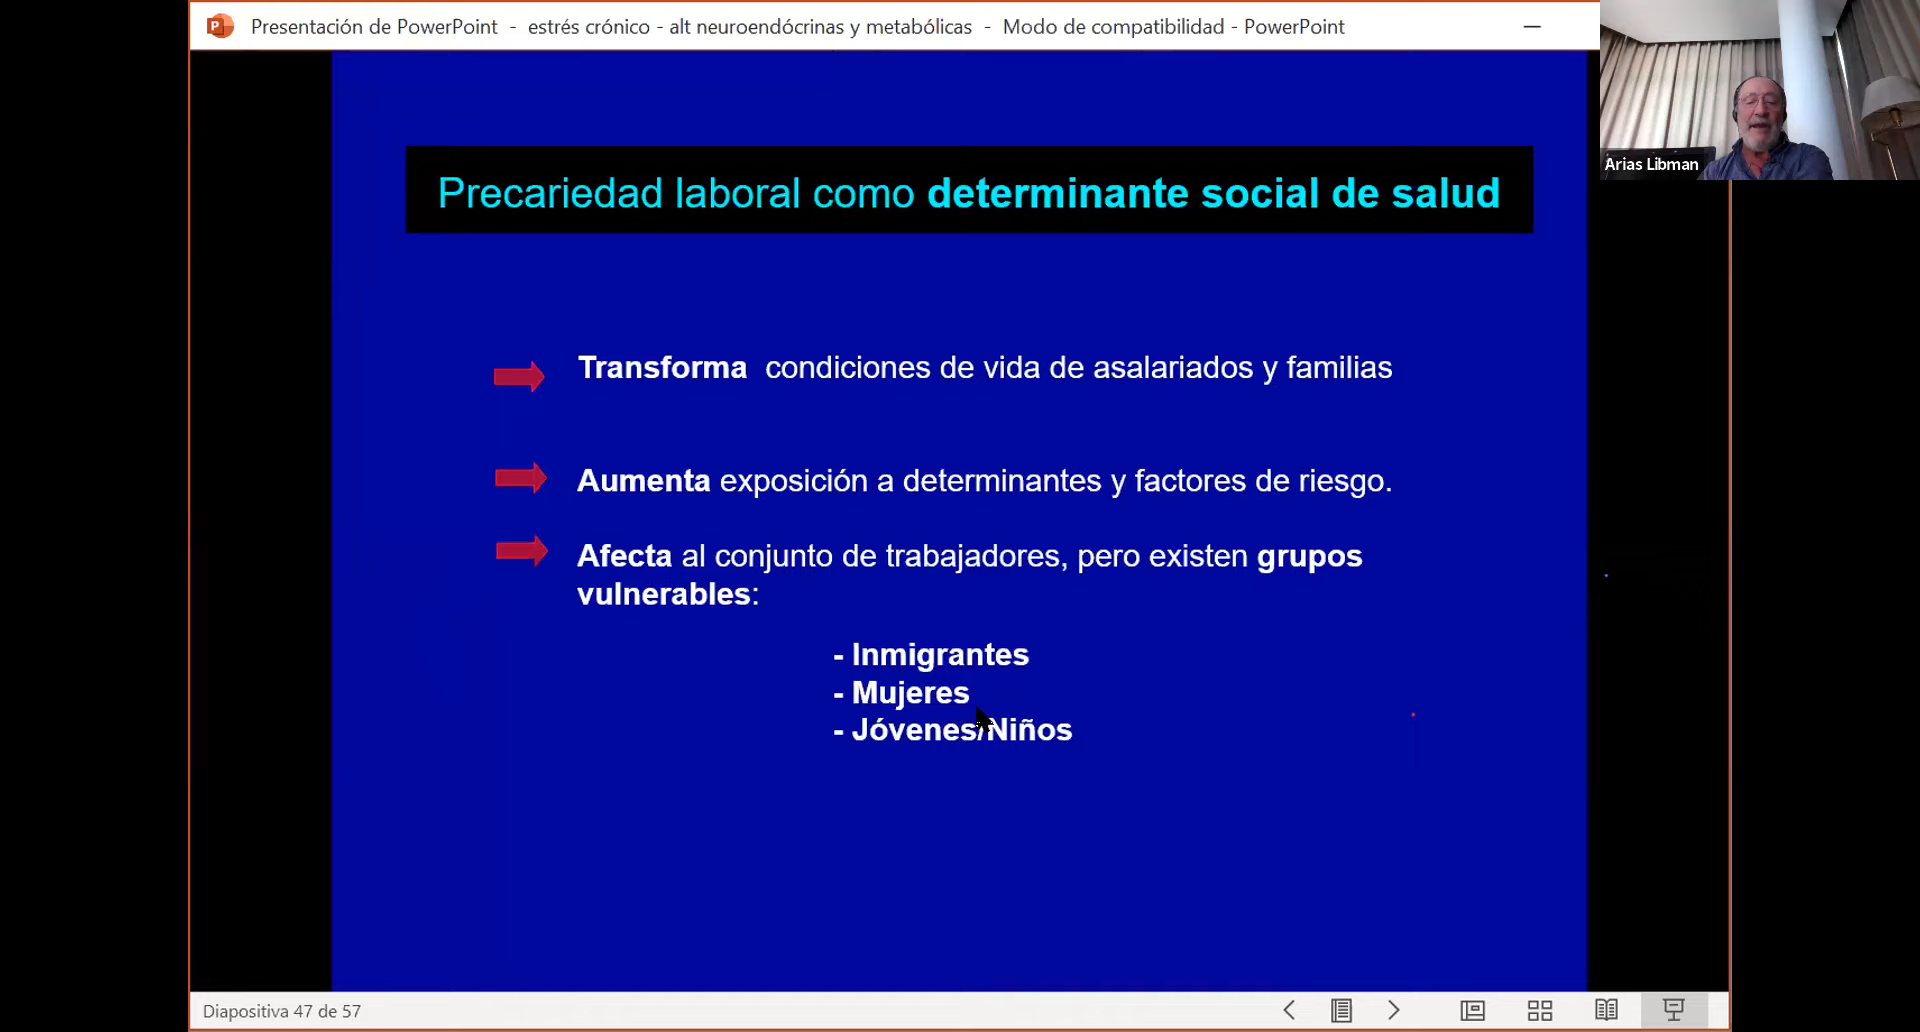 Presentación de PowerPoint - estrés crónico - alt neuroendócrinas y metabólicas - Modo de compatibilidad - PowerPoint
Arias Libman
Precariedad laboral como determinante social de salud
Transforma condiciones de vida de asalariados y familias
Aumenta exposición a determinantes y factores de riesgo.
Afecta al conjunto de trabajadores, pero existen grupos
vulnerables:
- Inmigrantes
- Mujeres
- Jóvenes/Niños
Diapositiva 47 de 57